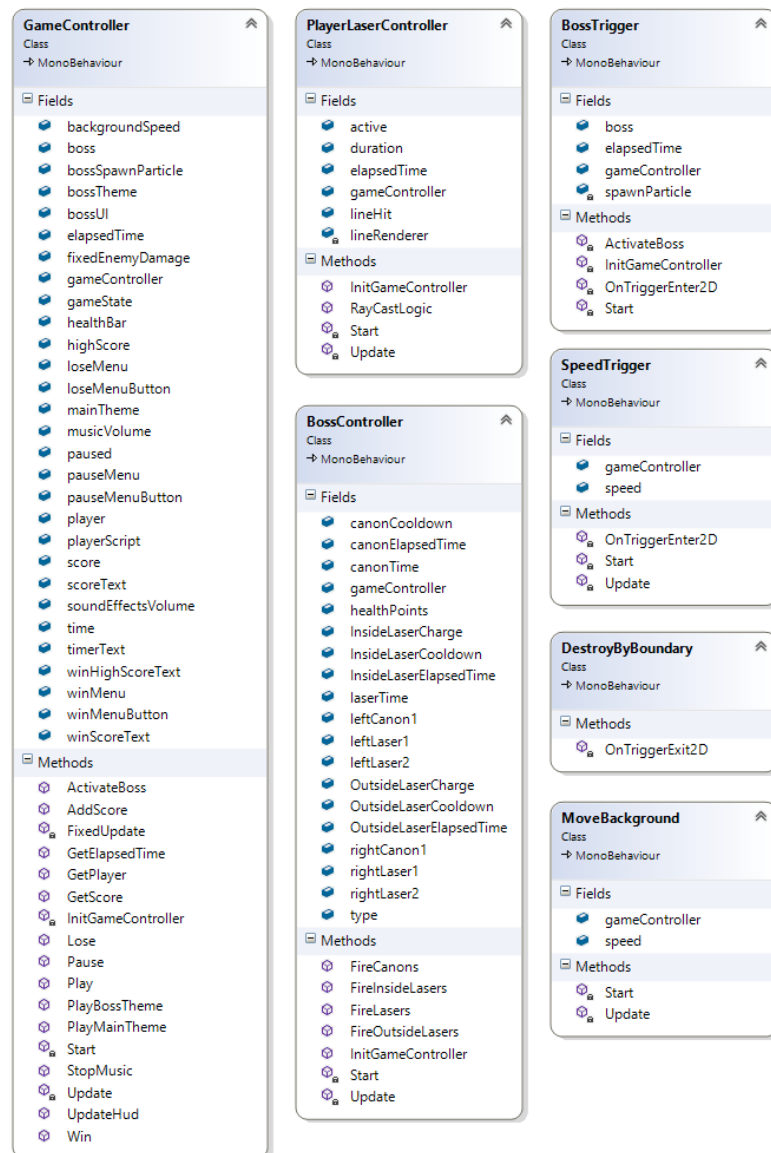 GameController
Class
MonoBehaviour
Fields
backgroundSpeed
boss
bossSpawnParticle
bossTheme
bossUI
elapsedTime
fixedEnemyDamage
gameController
gameState
healthBar
highScore
loseMenu
loseMenuButton
mainTheme
musicVolume
paused
pauseMenu
pauseMenuButton
player
playerScript
score
scoreText
soundEffectsVolume
time
timerText
winHighScoreText
winMenu
winMenuButton
winScoreText
Methods
ActivateBoss
AddScore
FixedUpdate
GetElapsedTime
GetPlayer
GetScore
InitGameController
Lose
Pause
Play
PlayBossTheme
PlayMainTheme
Start
StopMusic
Update
UpdateHud
Win
PlayerLaserController
Class
MonoBehaviour
Fields
active
duration
elapsedTime
gameController
lineHit
lineRenderer
Methods
InitGameController
RayCastLogic
Start
Update
BossController
Class
MonoBehaviour
Fields
canonCooldown
canonElapsedTime
canonTime
gameController
healthPoints
InsideLaserCharge
InsideLaserCooldown
InsideLaserElapsedTime
laserTime
leftCanon1
leftLaser1
leftLaser2
OutsideLaserCharge
OutsideLaserCooldown
OutsideLaserElapsedTime
rightCanon1
rightLaser1
rightLaser2
type
Methods
FireCanons
FireInsideLasers
FireLasers
FireOutsideLasers
InitGameController
Start
Update
BossTrigger
Class
MonoBehaviour
Fields
boss
elapsedTime
gameController
spawnParticle
Methods
ActivateBoss
InitGameController
OnTriggerEnter2D
Start
SpeedTrigger
Class
MonoBehaviour
Fields
gameController
speed
Methods
OnTriggerEnter2D
Start
Update
DestroyByBoundary
Class
MonoBehaviour
Methods
OnTriggerExit2D
MoveBackground
Class
MonoBehaviour
Fields
gameController
speed
Methods
Start
Update